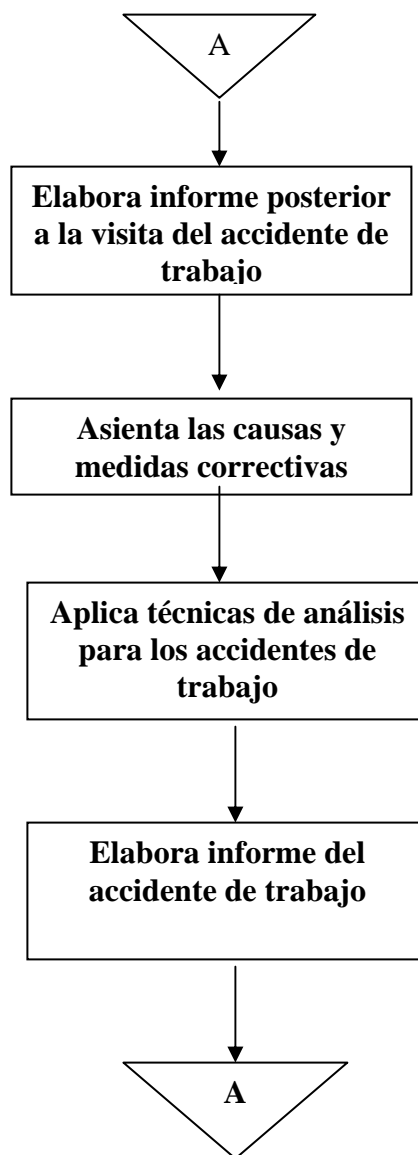 A
Elabora informe posterior
a la visita del accidente de
trabajo
Asienta las causas y
medidas correctivas
Aplica técnicas de análisis
para los accidentes de
trabajo
Elabora informe del
accidente de trabajo
A